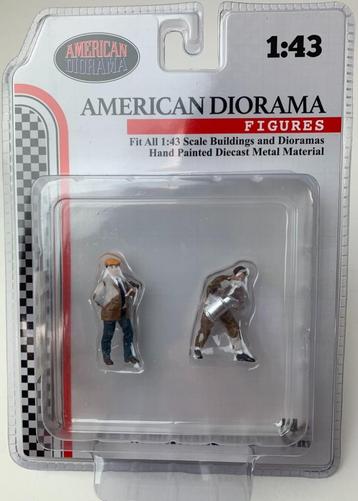 AMERICAN
DIORAMA
1:43
AMERICAN DIORAMA
FIGURES
Fit All 1:43 Scale Buildings and Dioramas
Hand Painted Diecast Metal Material